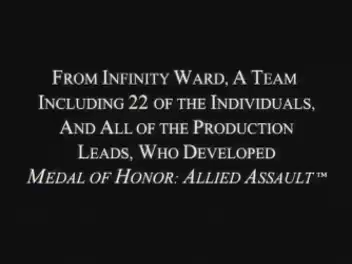 From Infinity Ward, A Team
Including 22 of the Individuals,
And All of the Production
Leads, Who Developed
Medal of Honor: Allied Assault™